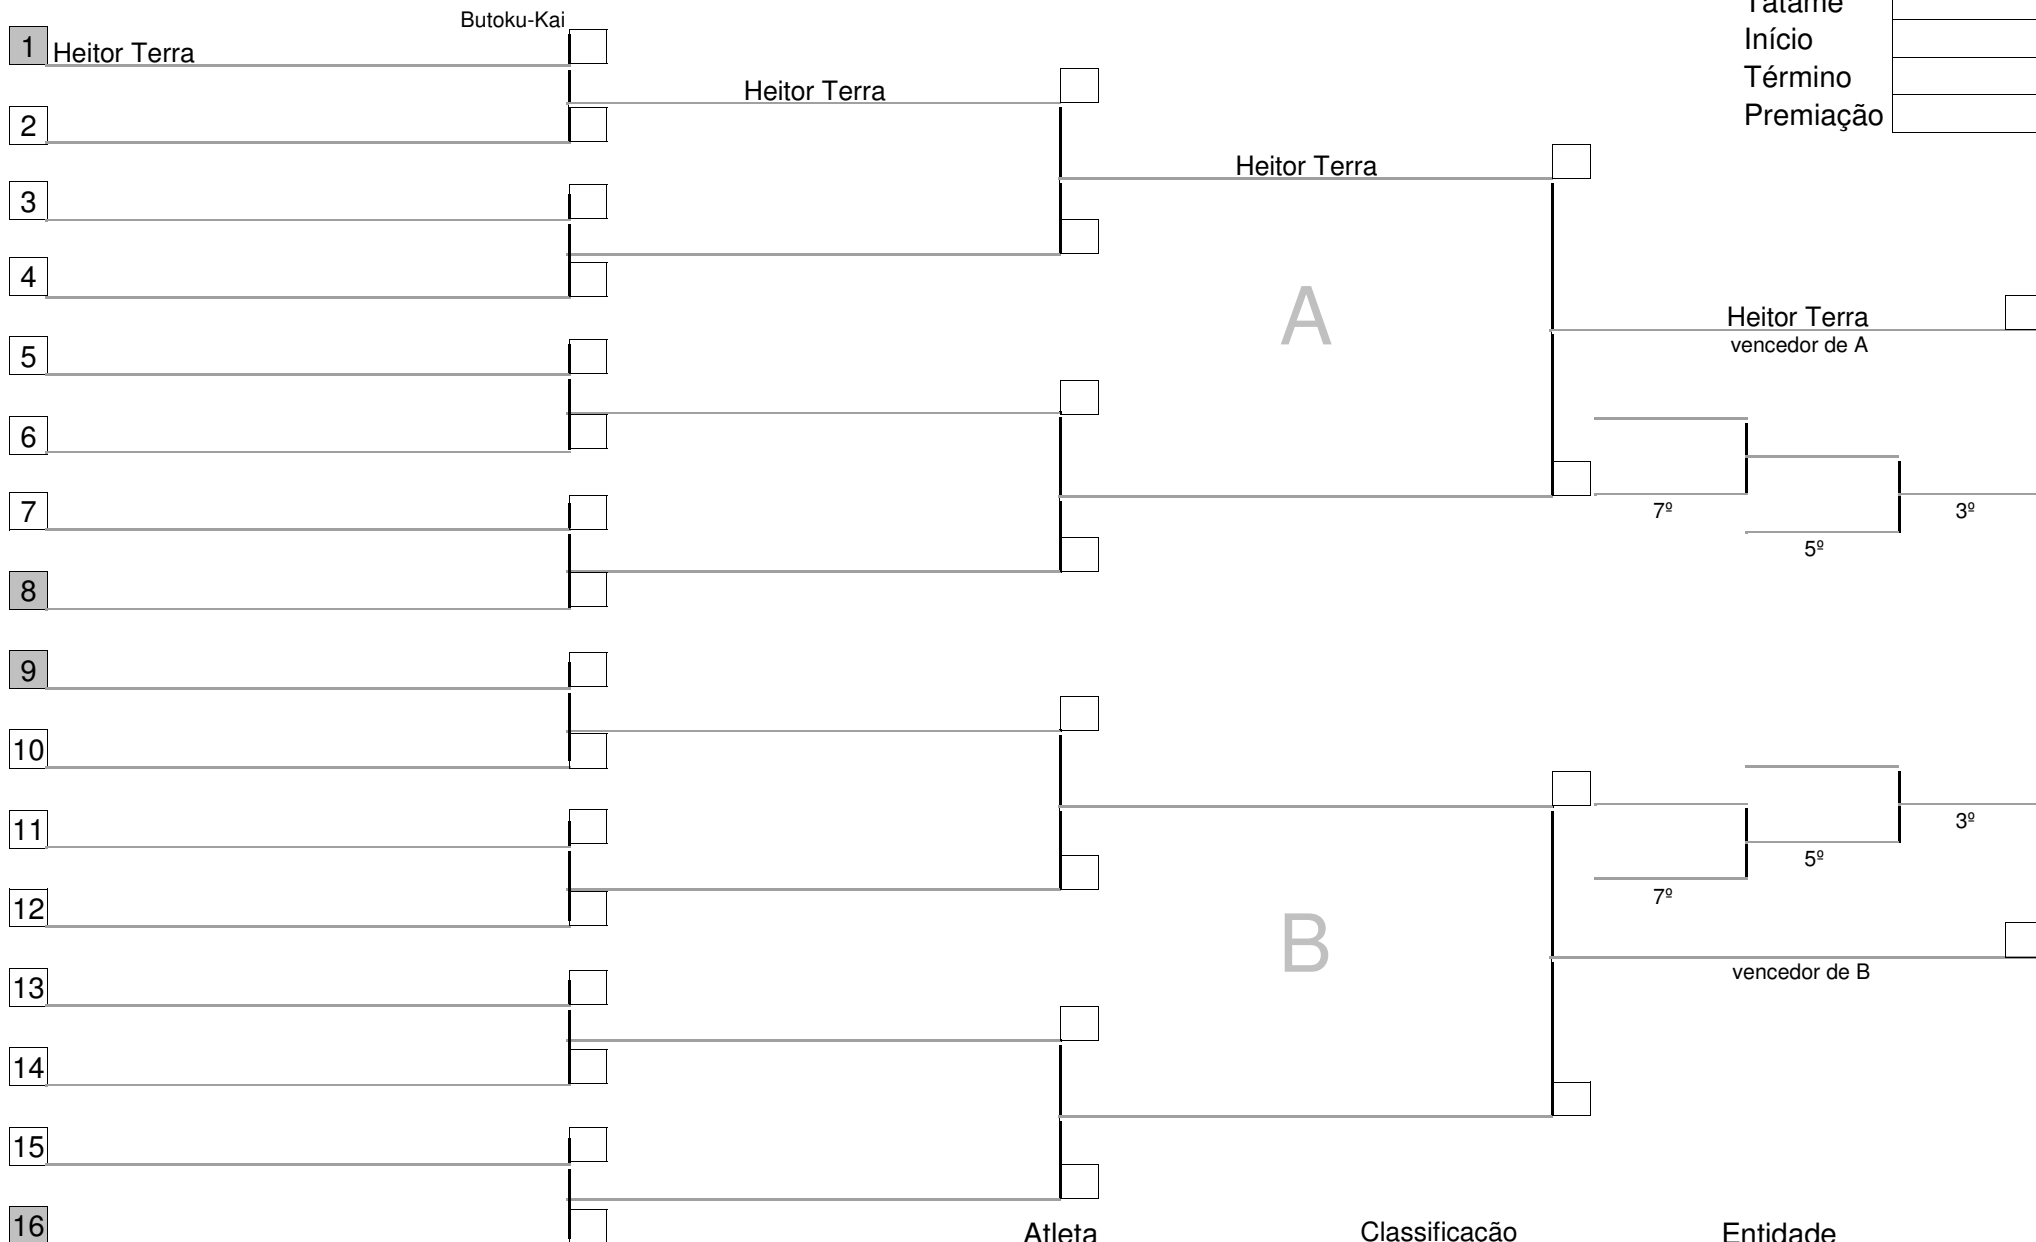 Butoku-Kai
Tatame
1 Heitor Terra
Início
Heitor Terra
Término
2
Premiação
Heitor Terra
3
4
A
Heitor Terra
5
vencedor de A
6
7
7º
3º
5º
8
9
10
11
3º
5º
12
7º
B
vencedor de B
13
14
15
16
Atleta
Classificação
Entidade